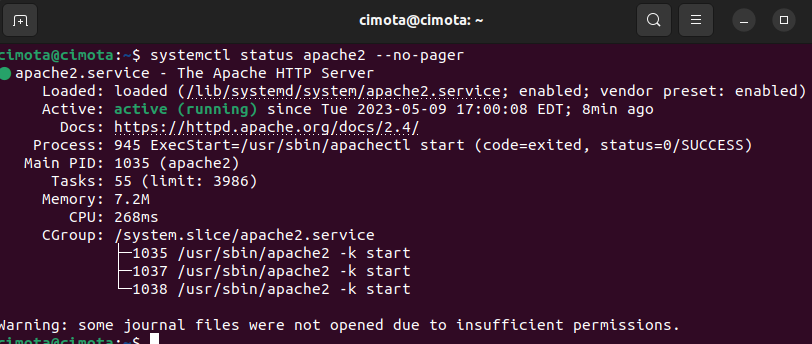 cimota@cimota: ~
cimota@cimota:~$ systemctl status apache2 --no-pager
● apache2.service - The Apache HTTP Server
     Loaded: loaded (/lib/systemd/system/apache2.service; enabled; vendor preset: enabled)
     Active: active (running) since Tue 2023-05-09 17:00:08 EDT; 8min ago
       Docs: https://httpd.apache.org/docs/2.4/
    Process: 945 ExecStart=/usr/sbin/apachectl start (code=exited, status=0/SUCCESS)
   Main PID: 1035 (apache2)
      Tasks: 55 (limit: 3986)
     Memory: 7.2M
        CPU: 268ms
     CGroup: /system.slice/apache2.service
             ├─1035 /usr/sbin/apache2 -k start
             ├─1037 /usr/sbin/apache2 -k start
             └─1038 /usr/sbin/apache2 -k start
Warning: some journal files were not opened due to insufficient permissions.
cimota@cimota:~$